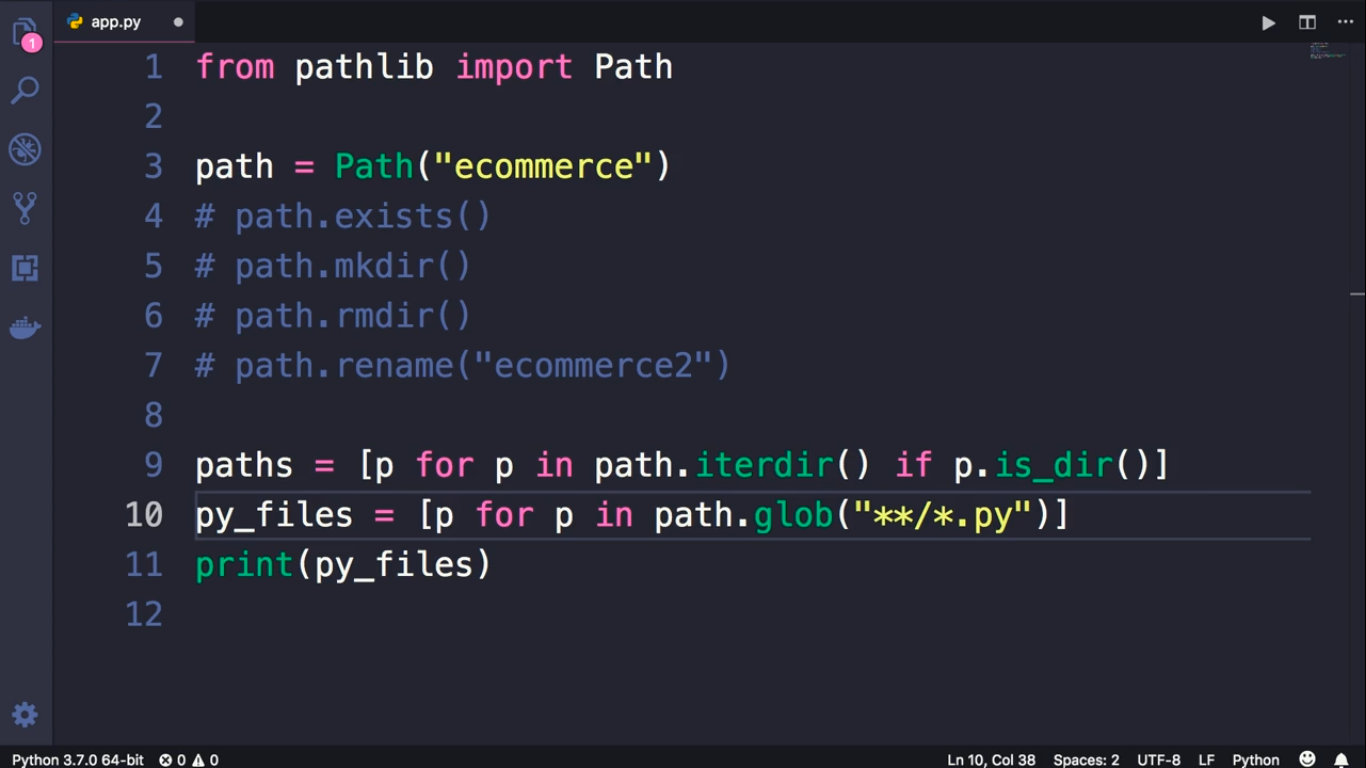 app.py
1
1 from pathlib import Path
2
3 path = Path("ecommerce")
4 # path.exists()
5 # path.mkdir()
6 # path.rmdir()
7 # path.rename("ecommerce2")
8
9 paths = [p for p in path.iterdir() if p.is_dir()]
10 py_files = [p for p in path.glob("**/*.py")]
11 print(py_files)
12
Python 3.7.0 64-bit 0 0 Ln 10, Col 38 Spaces: 2 UTF-8 LF Python